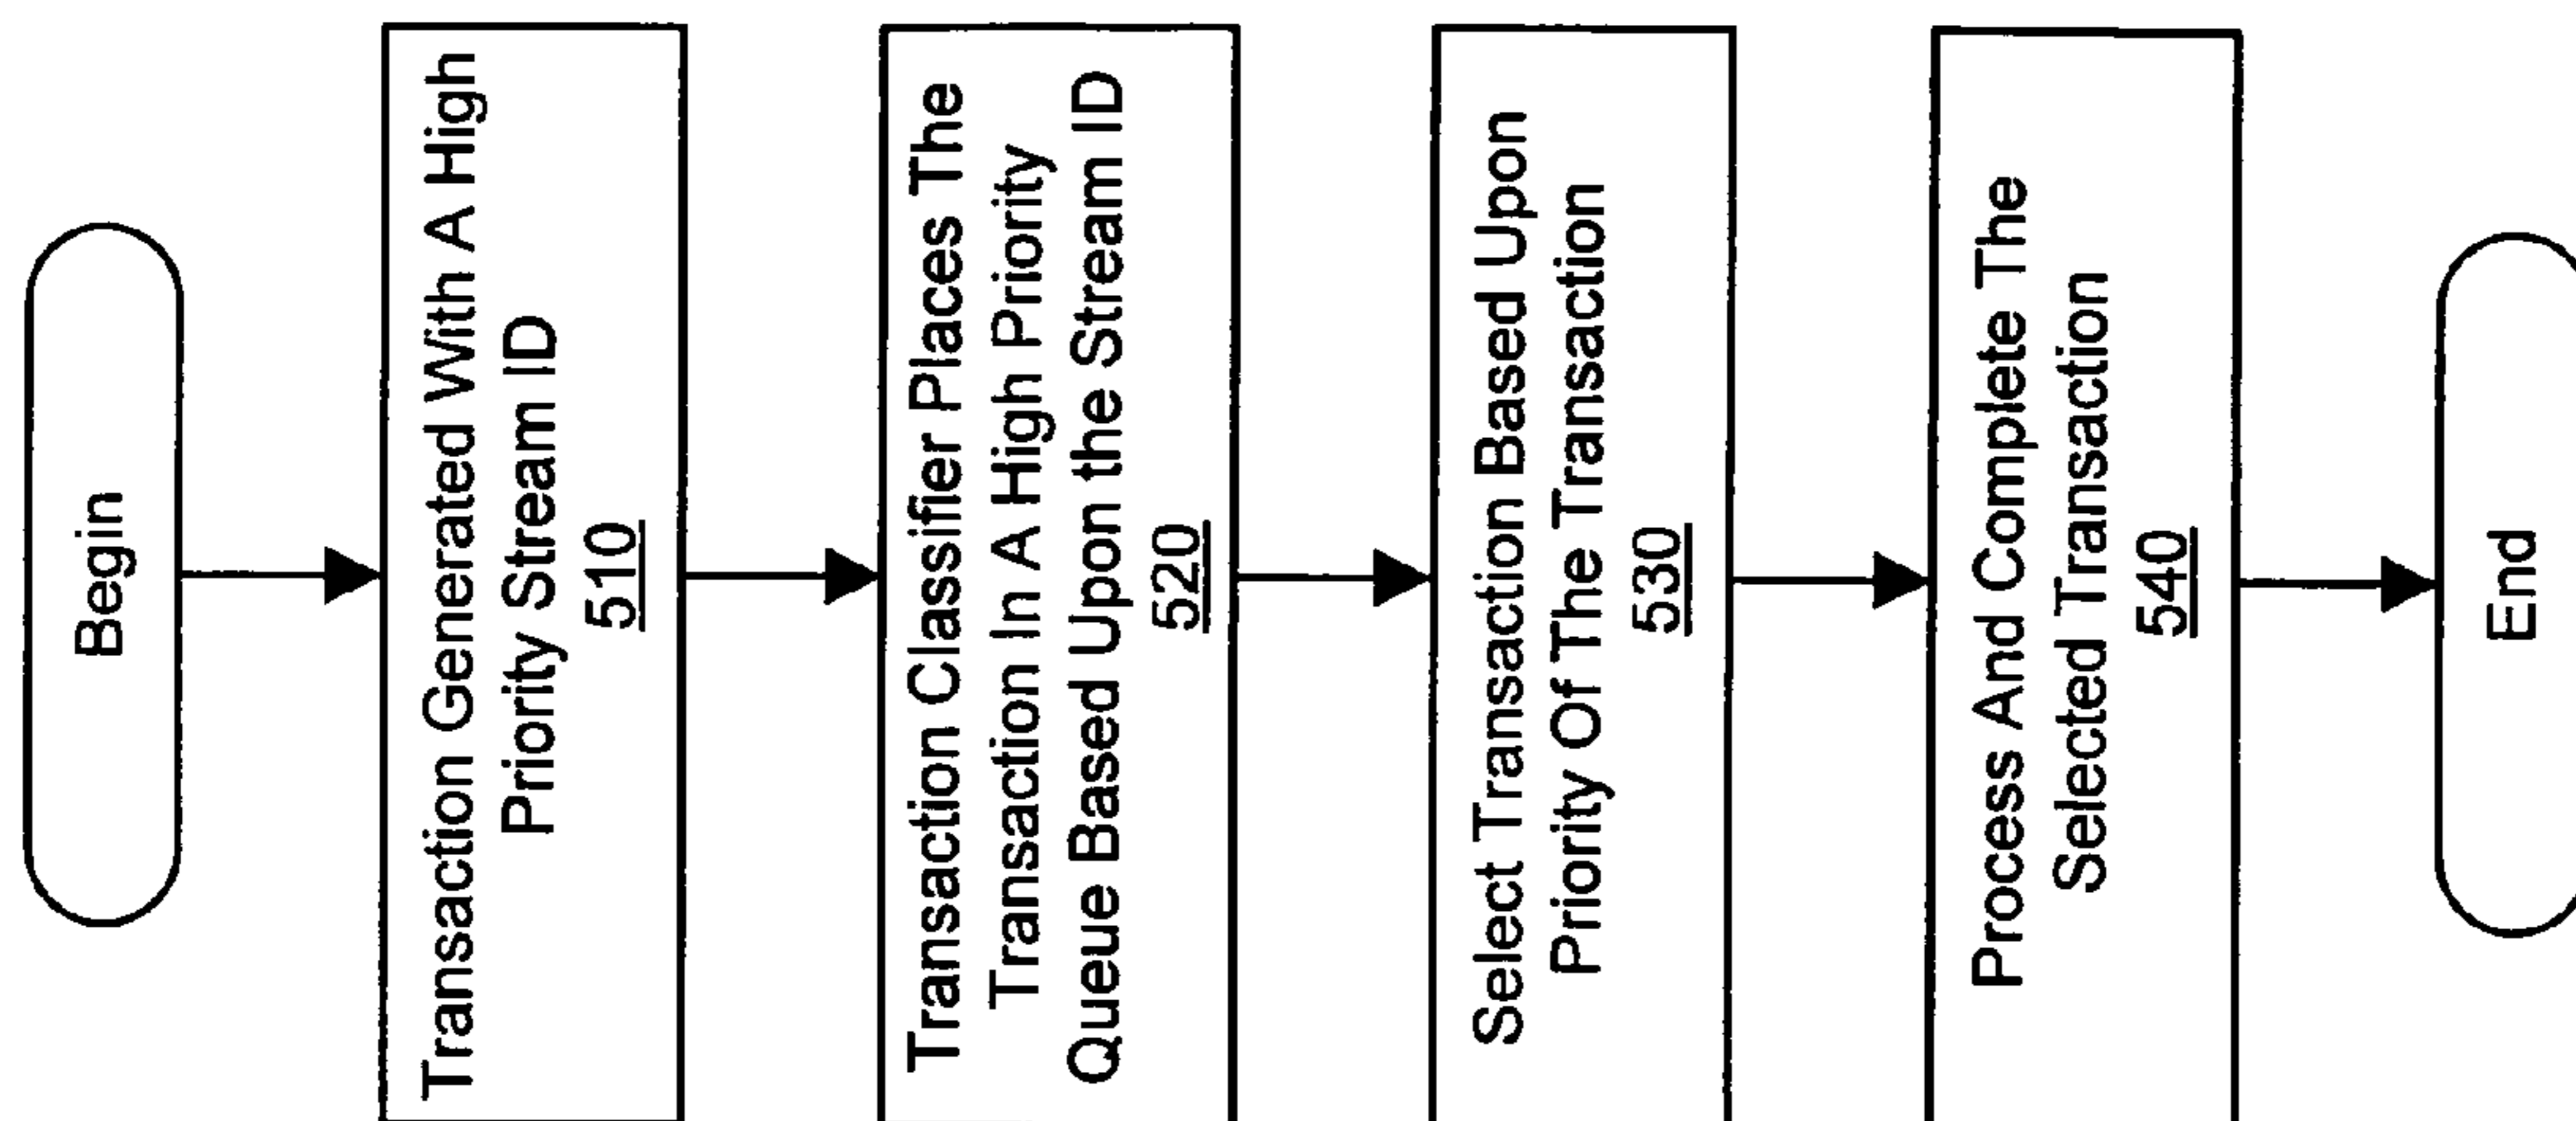 Begin
Transaction Generated With A High
Priority Stream ID
510
Transaction Classifier Places The
Transaction In A High Priority
Queue Based Upon the Stream ID
520
Select Transaction Based Upon
Priority Of The Transaction
530
Process And Complete The
Selected Transaction
540
End